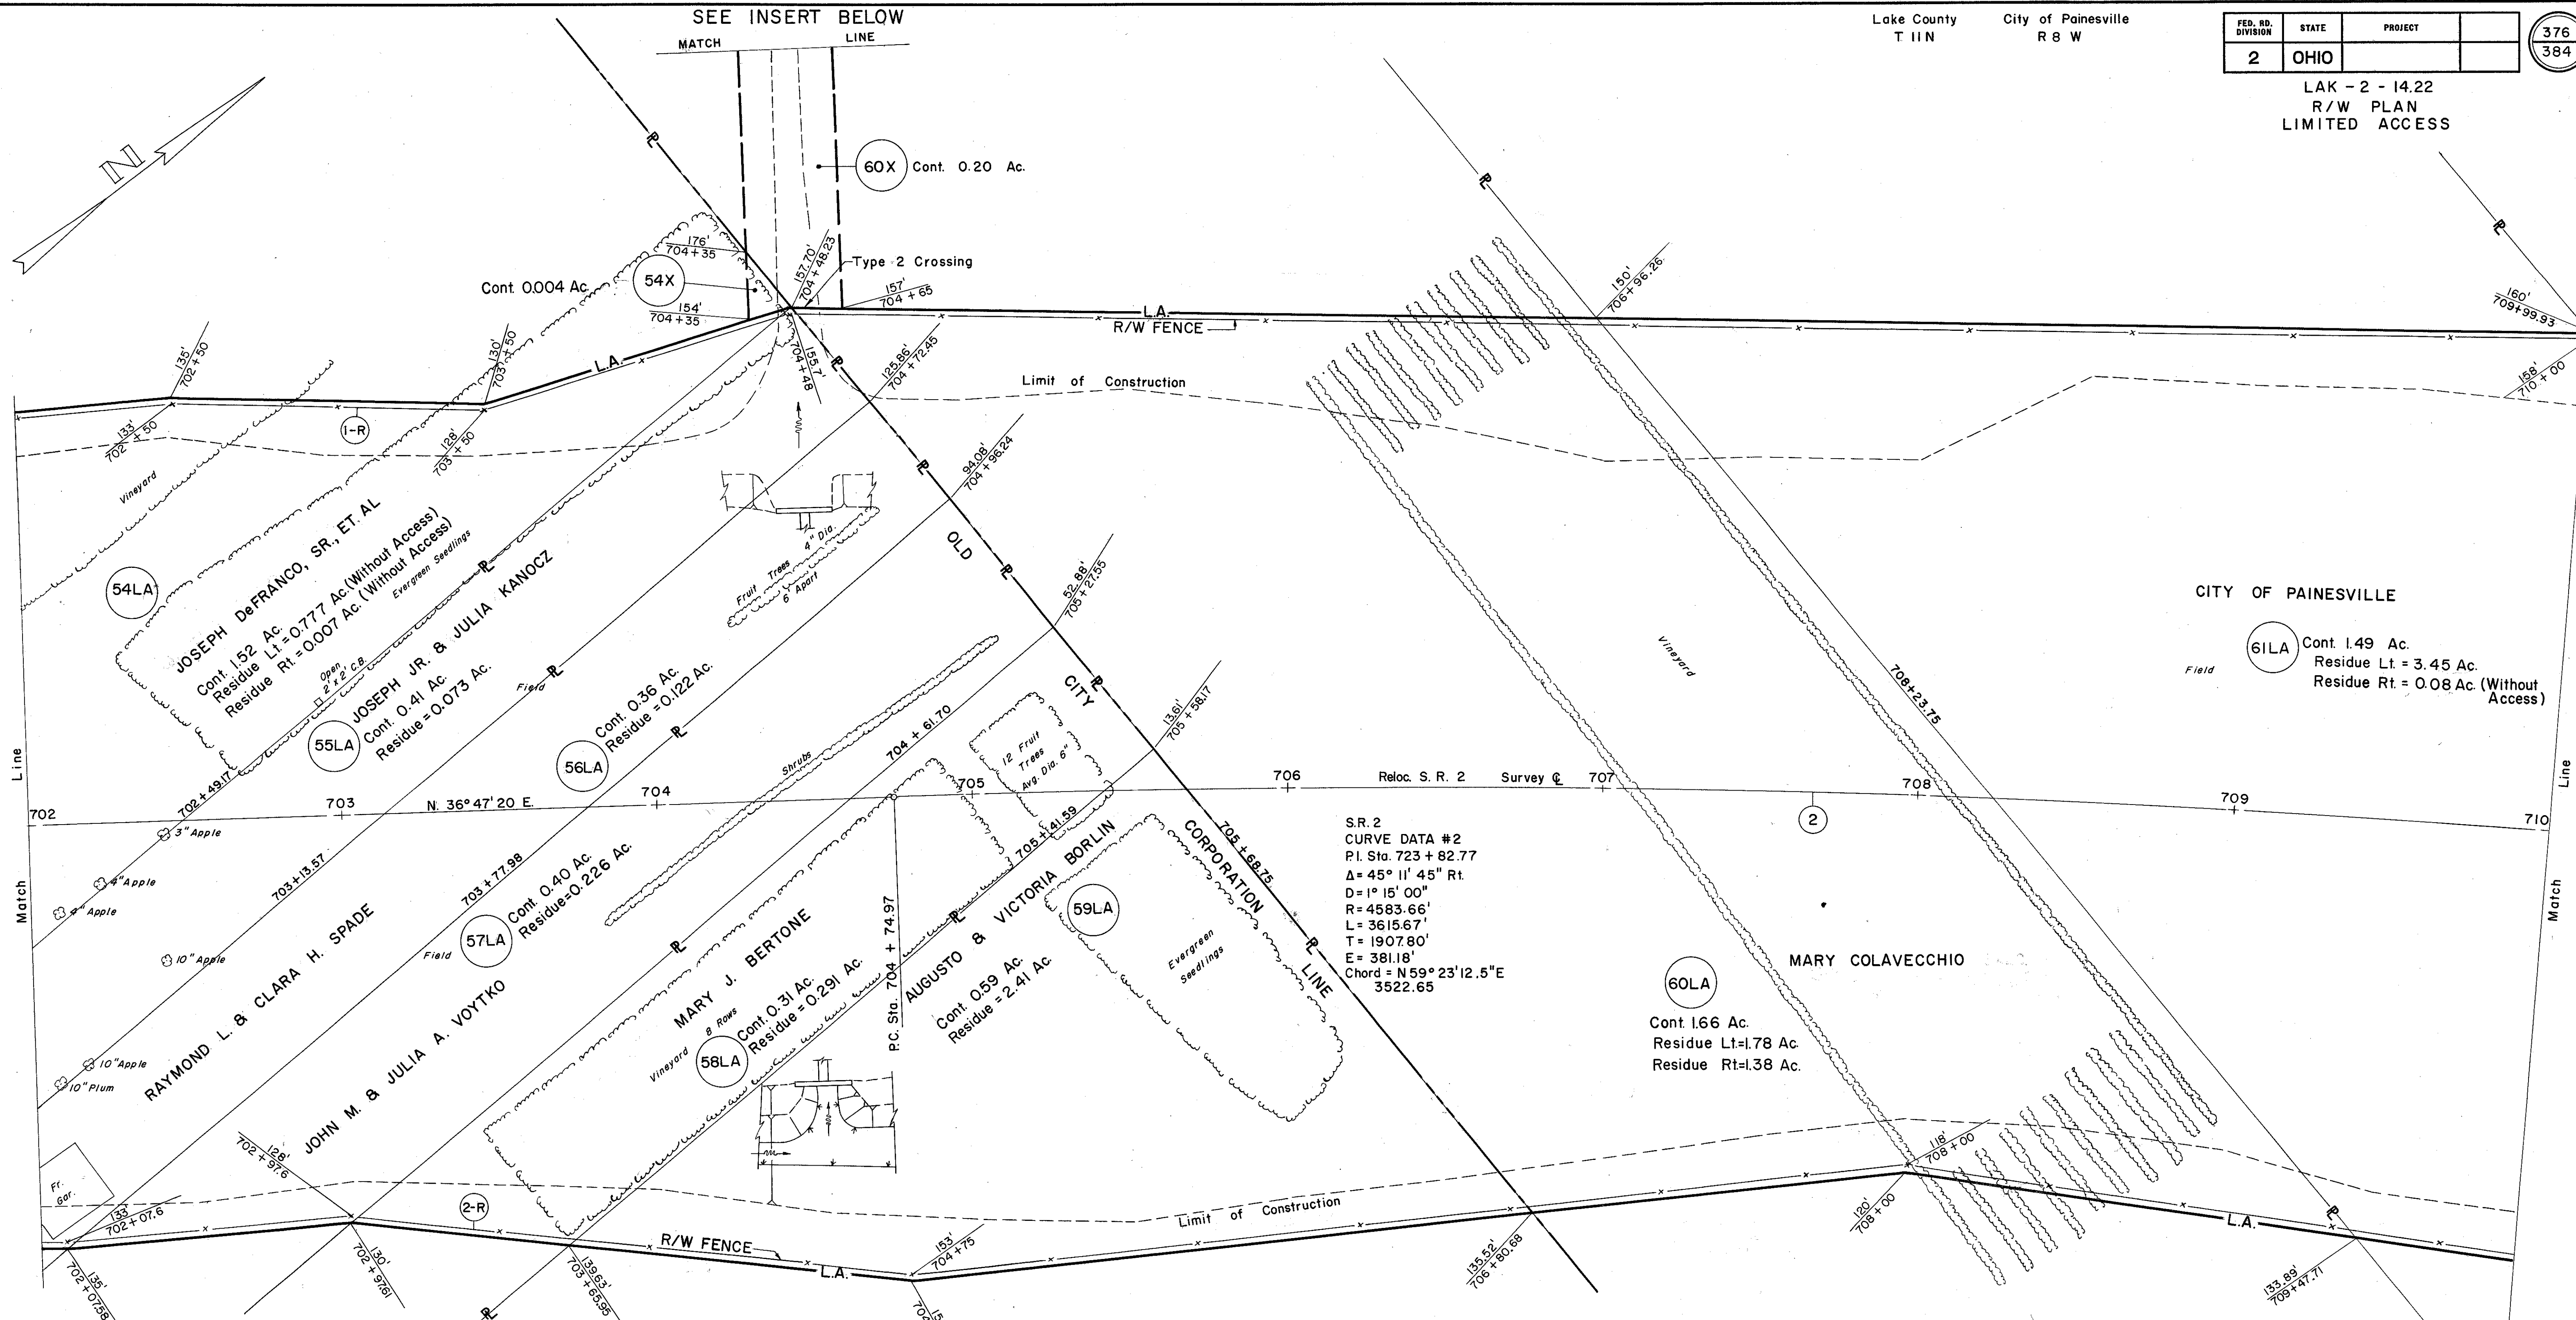 SEE INSERT BELOW
MATCH LINE
Lake County City of Painesville
T 11 N R 8 W
FED. RD. DIVISION STATE PROJECT
2 OHIO
376
384
LAK - 2 - 14.22
R/W PLAN
LIMITED ACCESS
N
60X Cont. 0.20 Ac.
176'
704+35
Cont. 0.004 Ac.
54X
154'
704+35
157.70'
704+48.23
Type 2 Crossing
157'
704+65
L.A.
R/W FENCE
150'
706+96.26
160'
709+99.93
158'
710+00
135'
702+50
130'
703+50
L.A.
155.7'
704+48
125.86'
704+72.45
Limit of Construction
133'
702+50
1-R
128'
703+50
Vineyard
94.08'
704+96.24
54LA
JOSEPH DeFRANCO, SR., ET. AL
Cont. 1.52 Ac.
Residue Lt.=0.777 Ac. (Without Access)
Residue Rt.=0.007 Ac. (Without Access)
Evergreen Seedlings
Open
2'x2' C.B.
55LA
JOSEPH JR. & JULIA KANOCZ
Cont. 0.41 Ac.
Residue=0.073 Ac.
Field
Fruit Trees 4" Dia.
6' Apart
OLD
CITY
CORPORATION
LINE
52.88'
705+27.55
56LA
Cont. 0.36 Ac.
Residue=0.122 Ac.
Shrubs
704+61.70
12 Fruit
Trees
Avg. Dia. 6"
13.61'
705+58.17
Vineyard
708+23.75
CITY OF PAINESVILLE
61LA Cont. 1.49 Ac.
Residue Lt. = 3.45 Ac.
Residue Rt. = 0.08 Ac. (Without
Access)
Field
Match Line
702
702+49.17
703
N. 36° 47' 20 E.
704
705
706
Reloc. S. R. 2 Survey ℄
707
708
709
710
Match Line
2
3" Apple
4" Apple
4" Apple
10" Apple
10" Apple
10" Plum
703+13.57
703+77.98
705+41.59
705+68.75
RAYMOND L. & CLARA H. SPADE
57LA
Cont. 0.40 Ac.
Residue=0.226 Ac.
Field
JOHN M. & JULIA A. VOYTKO
MARY J. BERTONE
58LA
Cont. 0.31 Ac.
Residue=0.291 Ac.
Vineyard 8 Rows
P.C. Sta. 704+74.97
AUGUSTO & VICTORIA BORLIN
59LA
Cont. 0.59 Ac.
Residue=2.41 Ac.
Evergreen
Seedlings
S.R. 2
CURVE DATA #2
P.I. Sta. 723+82.77
Δ= 45° 11' 45" Rt.
D= 1° 15' 00"
R= 4583.66'
L= 3615.67'
T= 1907.80'
E= 381.18'
Chord = N 59° 23' 12.5" E
3522.65
MARY COLAVECCHIO
60LA
Cont. 1.66 Ac.
Residue Lt.=1.78 Ac.
Residue Rt.=1.38 Ac.
Fr.
Gar.
133'
702+07.6
128'
702+97.6
2-R
R/W FENCE
L.A.
153'
704+75
Limit of Construction
118'
708+00
120'
708+00
L.A.
135'
702+07.58
130'
702+97.61
139.63'
703+65.95
135.52'
706+80.68
133.89'
709+47.71